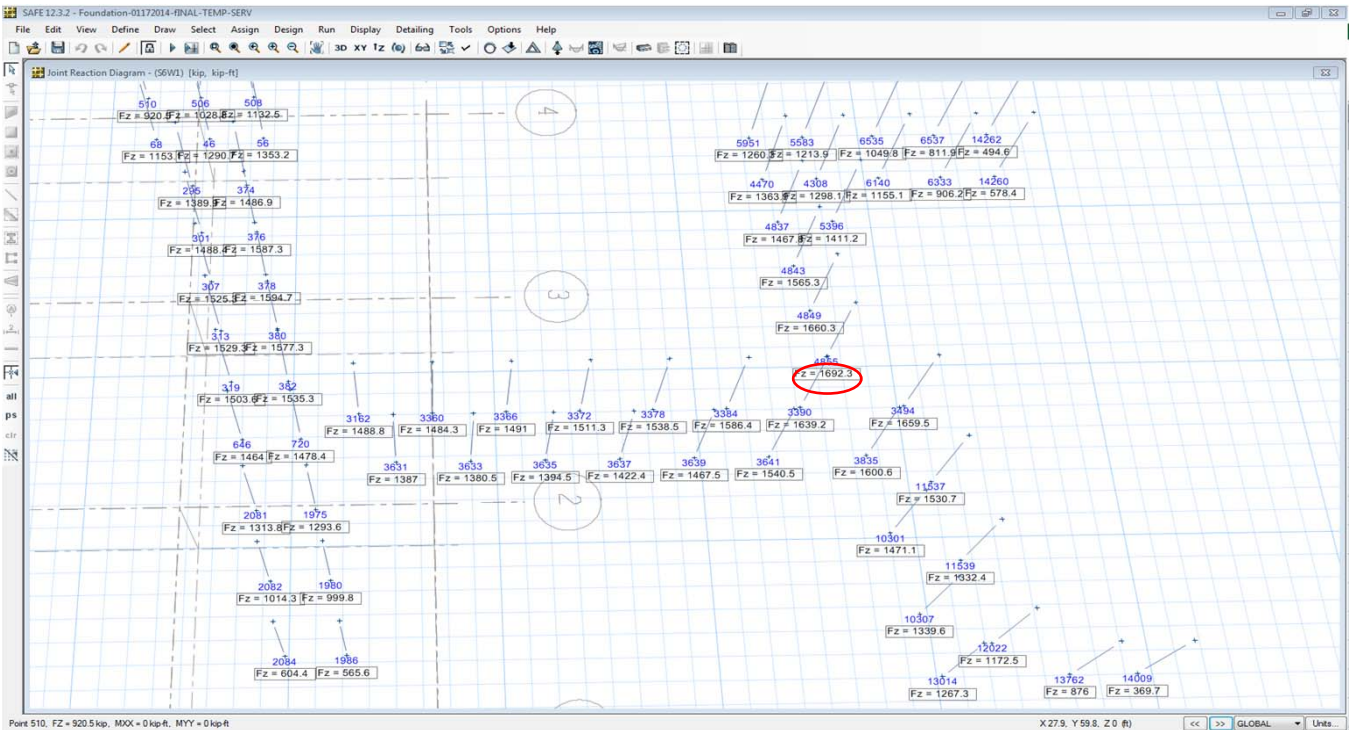 SAFE 12.3.2 - Foundation-01172014-fINAL-TEMP-SERV
File Edit View Define Draw Select Assign Design Run Display Detailing Tools Options Help
3D XY
Joint Reaction Diagram - (S6W1) [kip, kip-ft]
510 506 508
Fz = 920.5 Fz = 1028.8 Fz = 1132.5
4
68 46 56
Fz = 1153.1 Fz = 1290.7 Fz = 1353.2
5951 5583 6535 6537 14262
Fz = 1260.3 Fz = 1213.9 Fz = 1049.8 Fz = 811.9 Fz = 494.6
295 374
Fz = 1389.9 Fz = 1486.9
4470 4308 6140 6333 14260
Fz = 1363.9 Fz = 1298.1 Fz = 1155.1 Fz = 906.2 Fz = 578.4
301 376
Fz = 1488.4 Fz = 1587.3
4837 5396
Fz = 1467.8 Fz = 1411.2
4843
Fz = 1565.3
307 378
Fz = 1525.3 Fz = 1594.7
3
4849
Fz = 1660.3
313 380
Fz = 1529.3 Fz = 1577.3
4855
Fz = 1692.3
319 382
Fz = 1503.6 Fz = 1535.3
3162 3360 3366 3372 3378 3384 3390 3494
Fz = 1488.8 Fz = 1484.3 Fz = 1491 Fz = 1511.3 Fz = 1538.5 Fz = 1586.4 Fz = 1639.2 Fz = 1659.5
646 720
Fz = 1464 Fz = 1478.4
3631 3633 3635 3637 3639 3641 3835
Fz = 1387 Fz = 1380.5 Fz = 1394.5 Fz = 1422.4 Fz = 1467.5 Fz = 1540.5 Fz = 1600.6
2
11537
Fz = 1530.7
2081 1975
Fz = 1313.8 Fz = 1293.6
10301
Fz = 1471.1
11539
Fz = 1332.4
2082 1980
Fz = 1014.3 Fz = 999.8
10307
Fz = 1339.6
12022
Fz = 1172.5
2084 1986
Fz = 604.4 Fz = 565.6
13014 13762 14009
Fz = 1267.3 Fz = 876 Fz = 369.7
all
ps
clr
Point 510, FZ = 920.5 kip, MXX = 0 kip-ft, MYY = 0 kip-ft
X 27.9, Y 59.8, Z 0 (ft)
<< >> GLOBAL Units...